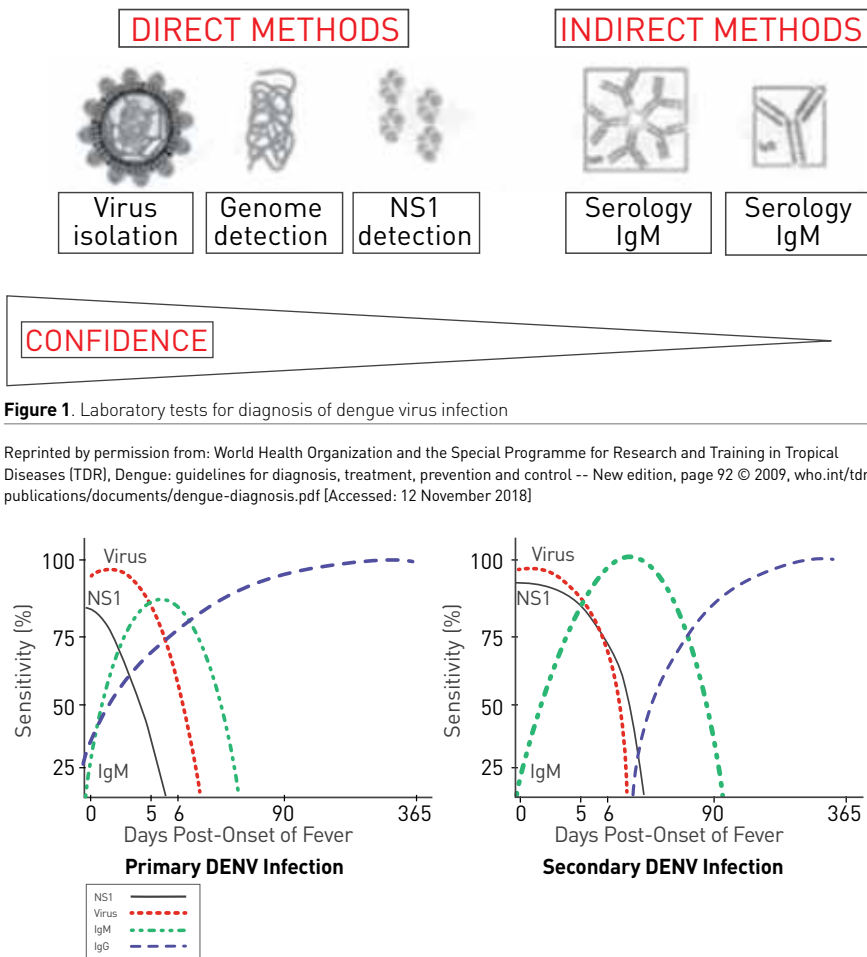 DIRECT METHODS
INDIRECT METHODS
Virus
isolation
Genome
detection
NS1
detection
Serology
IgM
Serology
IgM
CONFIDENCE
Figure 1. Laboratory tests for diagnosis of dengue virus infection
Reprinted by permission from: World Health Organization and the Special Programme for Research and Training in Tropical
Diseases (TDR), Dengue: guidelines for diagnosis, treatment, prevention and control -- New edition, page 92 © 2009, who.int/tdr
publications/documents/dengue-diagnosis.pdf [Accessed: 12 November 2018]
Sensitivity (%)
100
75
50
25
Virus
NS1
IgM
0 5 6 90 365
Days Post-Onset of Fever
Primary DENV Infection
Sensitivity (%)
100
75
50
25
Virus
NS1
IgM
0 5 6 90 365
Days Post-Onset of Fever
Secondary DENV Infection
NS1
Virus
IgM
IgG